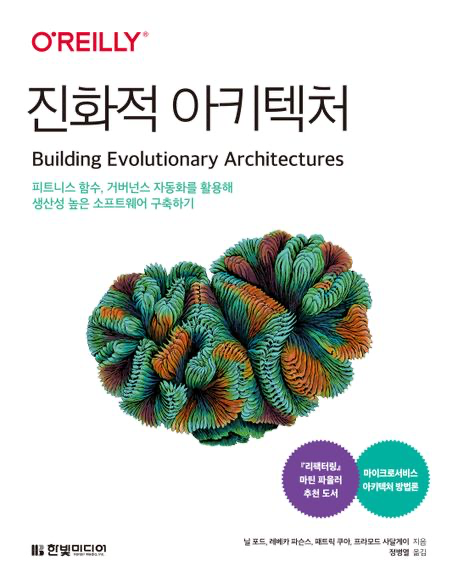 O'REILLY®
진화적 아키텍처
Building Evolutionary Architectures
피트니스 함수, 거버넌스 자동화를 활용해
생산성 높은 소프트웨어 구축하기
『리팩터링』
마틴 파울러
추천 도서
마이크로서비스
아키텍처 방법론
닐 포드, 레베카 파슨스, 패트릭 쿠아, 프라모드 사달게이 지음
정병열 옮김
한빛미디어